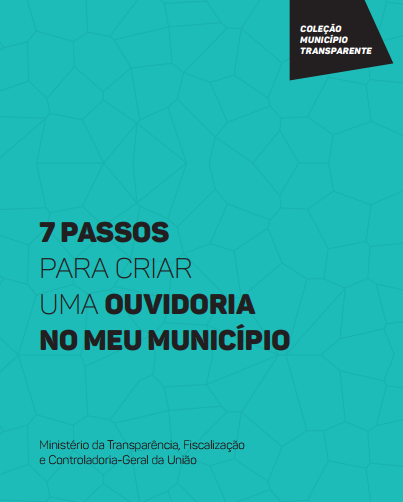 COLEÇÃO
MUNICÍPIO
TRANSPARENTE
7 PASSOS
PARA CRIAR
UMA OUVIDORIA
NO MEU MUNICÍPIO
Ministério da Transparência, Fiscalização
e Controladoria-Geral da União